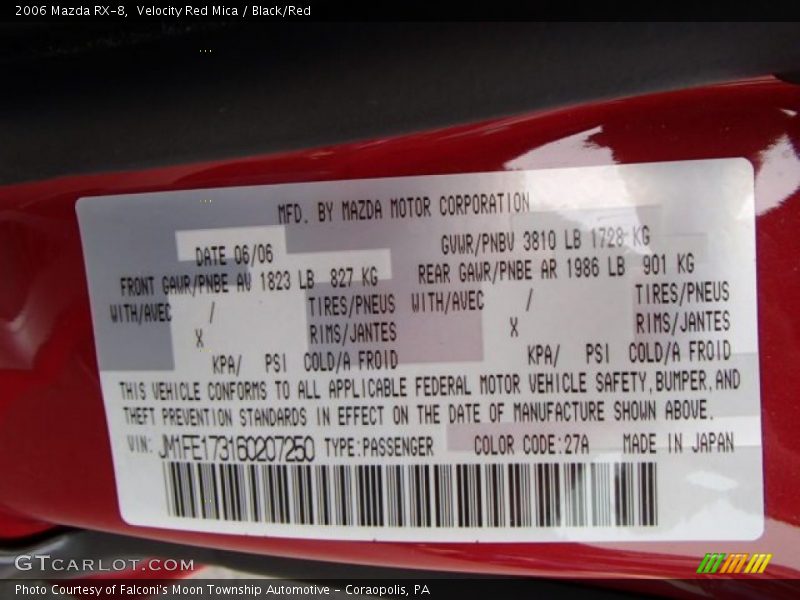 2006 Mazda RX-8, Velocity Red Mica / Black/Red
MFD. BY MAZDA MOTOR CORPORATION
DATE 06/06 GVWR/PNBV 3810 LB 1728 KG
FRONT GAWR/PNBE AV 1823 LB 827 KG REAR GAWR/PNBE AR 1986 LB 901 KG
WITH/AVEC / TIRES/PNEUS WITH/AVEC / TIRES/PNEUS
X RIMS/JANTES X RIMS/JANTES
KPA/ PSI COLD/A FROID KPA/ PSI COLD/A FROID
THIS VEHICLE CONFORMS TO ALL APPLICABLE FEDERAL MOTOR VEHICLE SAFETY, BUMPER, AND
THEFT PREVENTION STANDARDS IN EFFECT ON THE DATE OF MANUFACTURE SHOWN ABOVE.
VIN: JM1FE173160207250 TYPE:PASSENGER COLOR CODE:27A MADE IN JAPAN
GTCARLOT.COM
Photo Courtesy of Falconi's Moon Township Automotive - Coraopolis, PA